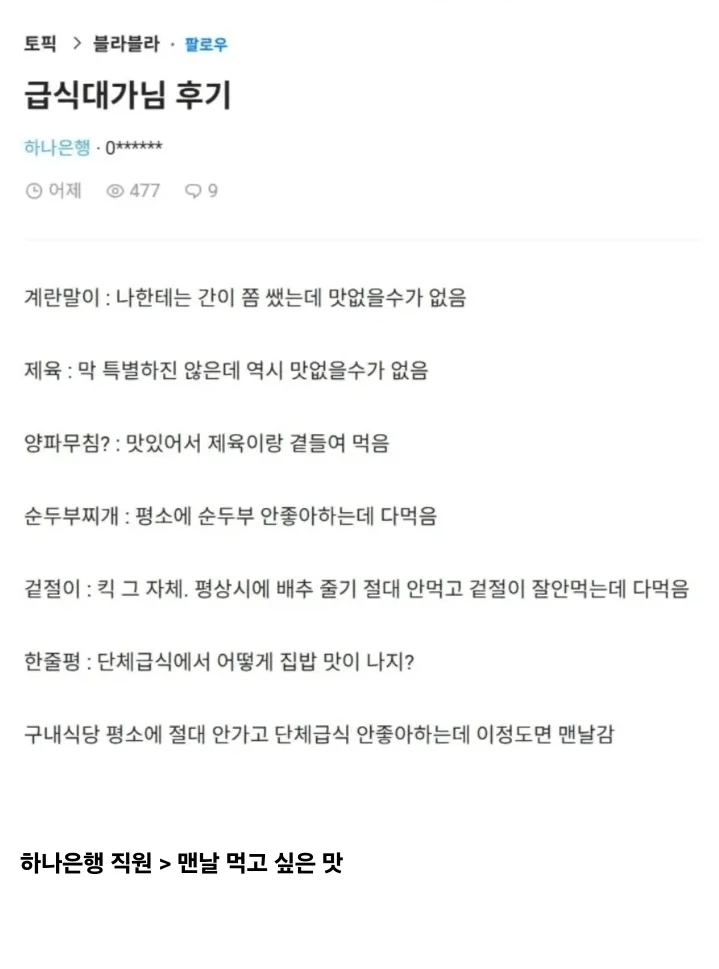 토픽 > 블라블라 · 팔로우
급식대가님 후기
하나은행 · 0******
어제 477 9
계란말이 : 나한테는 간이 쫌 쌨는데 맛없을수가 없음
제육 : 막 특별하진 않은데 역시 맛없을수가 없음
양파무침? : 맛있어서 제육이랑 곁들여 먹음
순두부찌개 : 평소에 순두부 안좋아하는데 다먹음
겉절이 : 킥 그 자체. 평상시에 배추 줄기 절대 안먹고 겉절이 잘안먹는데 다먹음
한줄평 : 단체급식에서 어떻게 집밥 맛이 나지?
구내식당 평소에 절대 안가고 단체급식 안좋아하는데 이정도면 맨날감
하나은행 직원 > 맨날 먹고 싶은 맛